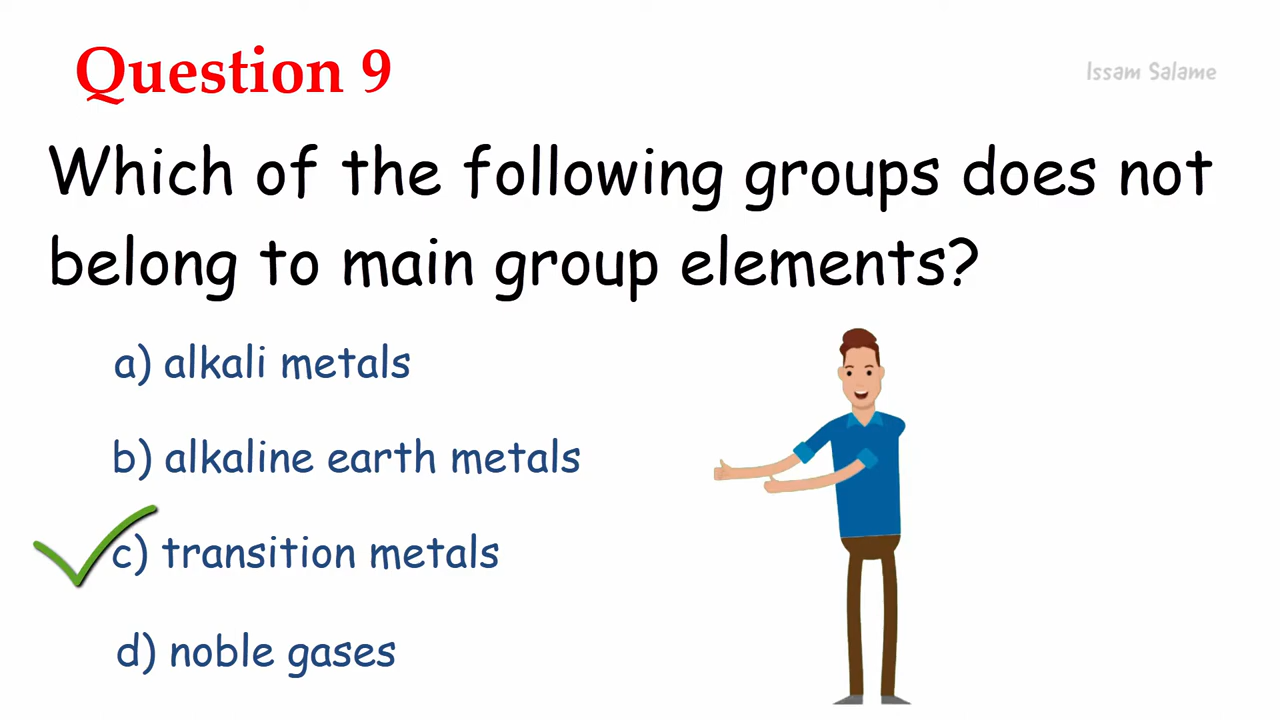 Question 9
Issam Salame
Which of the following groups does not
belong to main group elements?
a) alkali metals
b) alkaline earth metals
c) transition metals
d) noble gases